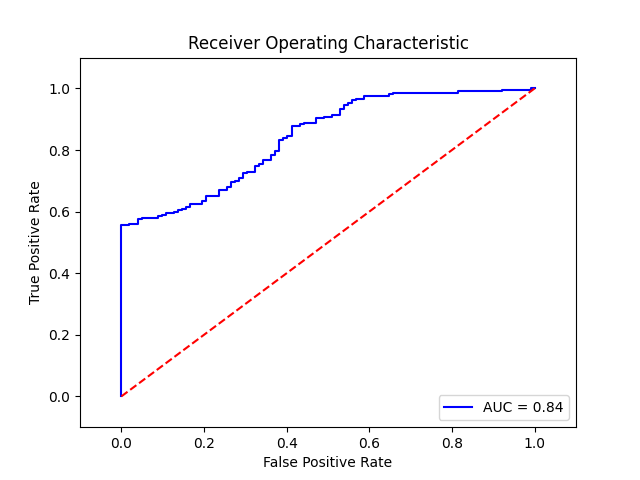 Receiver Operating Characteristic
1.0
0.8
0.6
0.4
0.2
0.0
True Positive Rate
AUC = 0.84
0.0 0.2 0.4 0.6 0.8 1.0
False Positive Rate